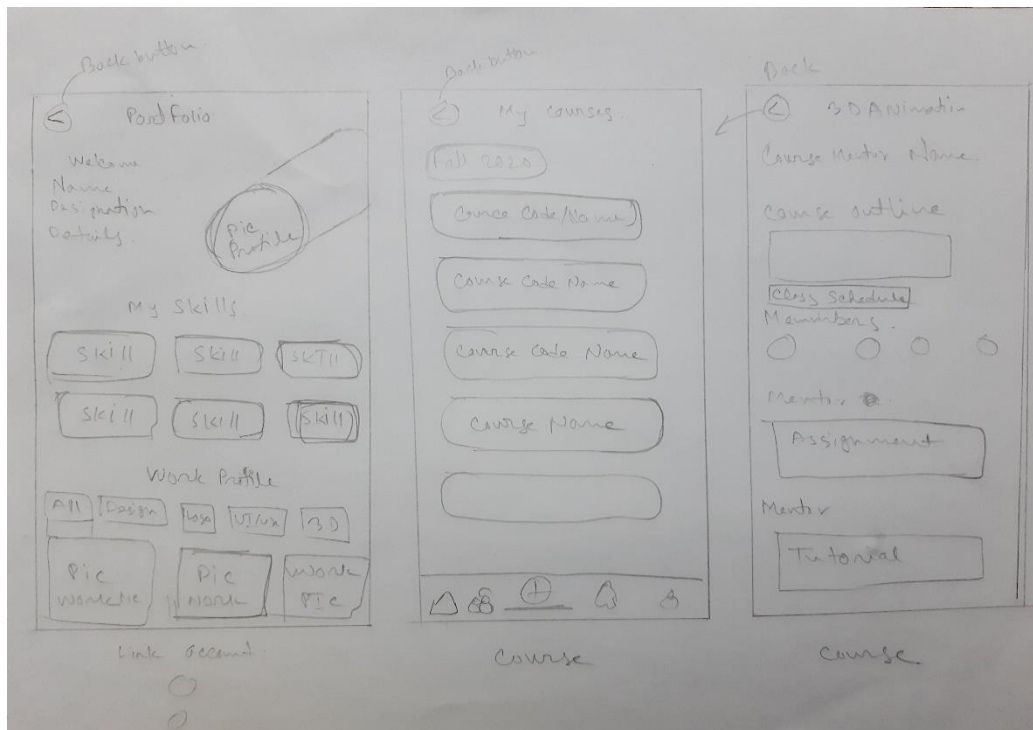 Back button
Portfolio
Welcome
Name
Designation
Details.
Pic
Profile
My Skills
Skill
Skill
Skill
Skill
Skill
Skill
Work Profile
All
Design
Logo
UI/UX
3D
Pic
Pic
Work
Work
Pic
Link account.
Back button
My courses.
Fall 2020
Course Code/Name
Course Code Name
Course Code Name
Course Name
Course
Back
3D ANimation
Course Mentor Name.
Course outline
Class Schedule
Memmbers.
Mentor
Assignment
Mentor
Tutorial
Course